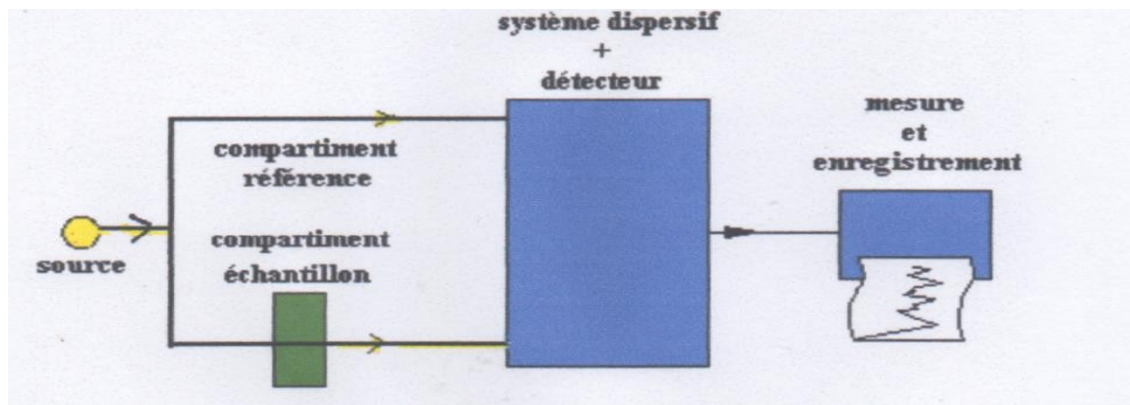 système dispersif
+
détecteur
mesure
et
enregistrement
compartiment
référence
compartiment
échantillon
source